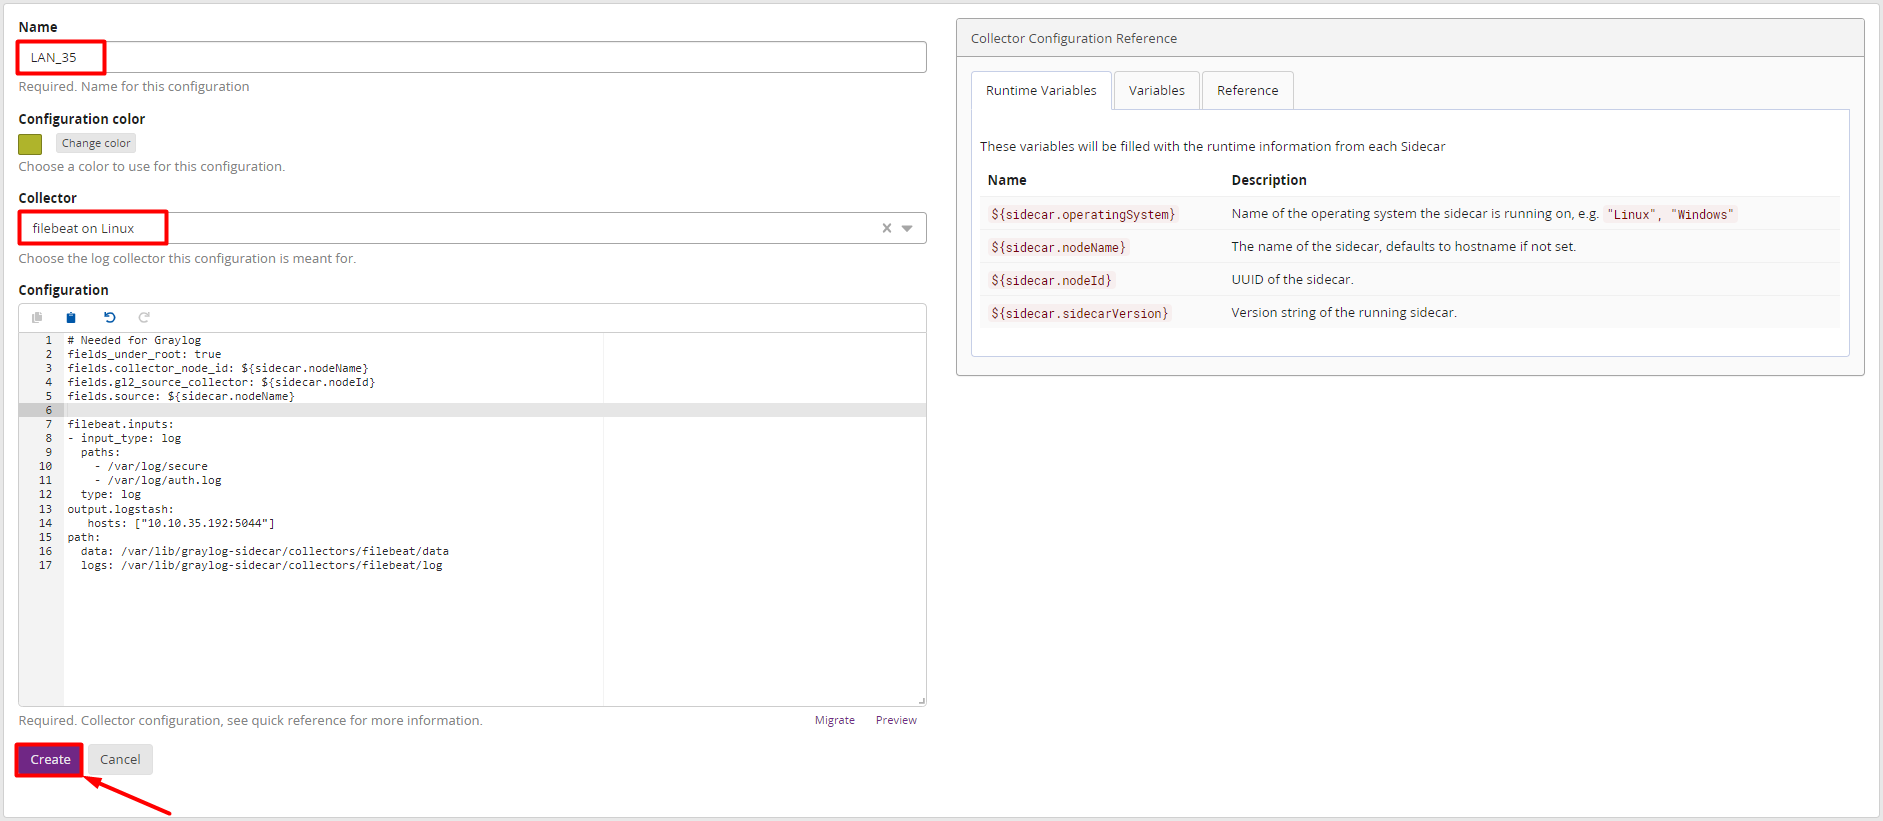 Name
LAN_35
Required. Name for this configuration
Configuration color
Change color
Choose a color to use for this configuration.
Collector
filebeat on Linux
Choose the log collector this configuration is meant for.
Configuration
1 # Needed for Graylog
2 fields_under_root: true
3 fields.collector_node_id: ${sidecar.nodeName}
4 fields.gl2_source_collector: ${sidecar.nodeId}
5 fields.source: ${sidecar.nodeName}
6
7 filebeat.inputs:
8 - input_type: log
9   paths:
10     - /var/log/secure
11     - /var/log/auth.log
12   type: log
13 output.logstash:
14    hosts: ["10.10.35.192:5044"]
15 path:
16   data: /var/lib/graylog-sidecar/collectors/filebeat/data
17   logs: /var/lib/graylog-sidecar/collectors/filebeat/log
Required. Collector configuration, see quick reference for more information.
Migrate Preview
Create Cancel
Collector Configuration Reference
Runtime Variables Variables Reference
These variables will be filled with the runtime information from each Sidecar
Name Description
${sidecar.operatingSystem} Name of the operating system the sidecar is running on, e.g. "Linux", "Windows"
${sidecar.nodeName} The name of the sidecar, defaults to hostname if not set.
${sidecar.nodeId} UUID of the sidecar.
${sidecar.sidecarVersion} Version string of the running sidecar.